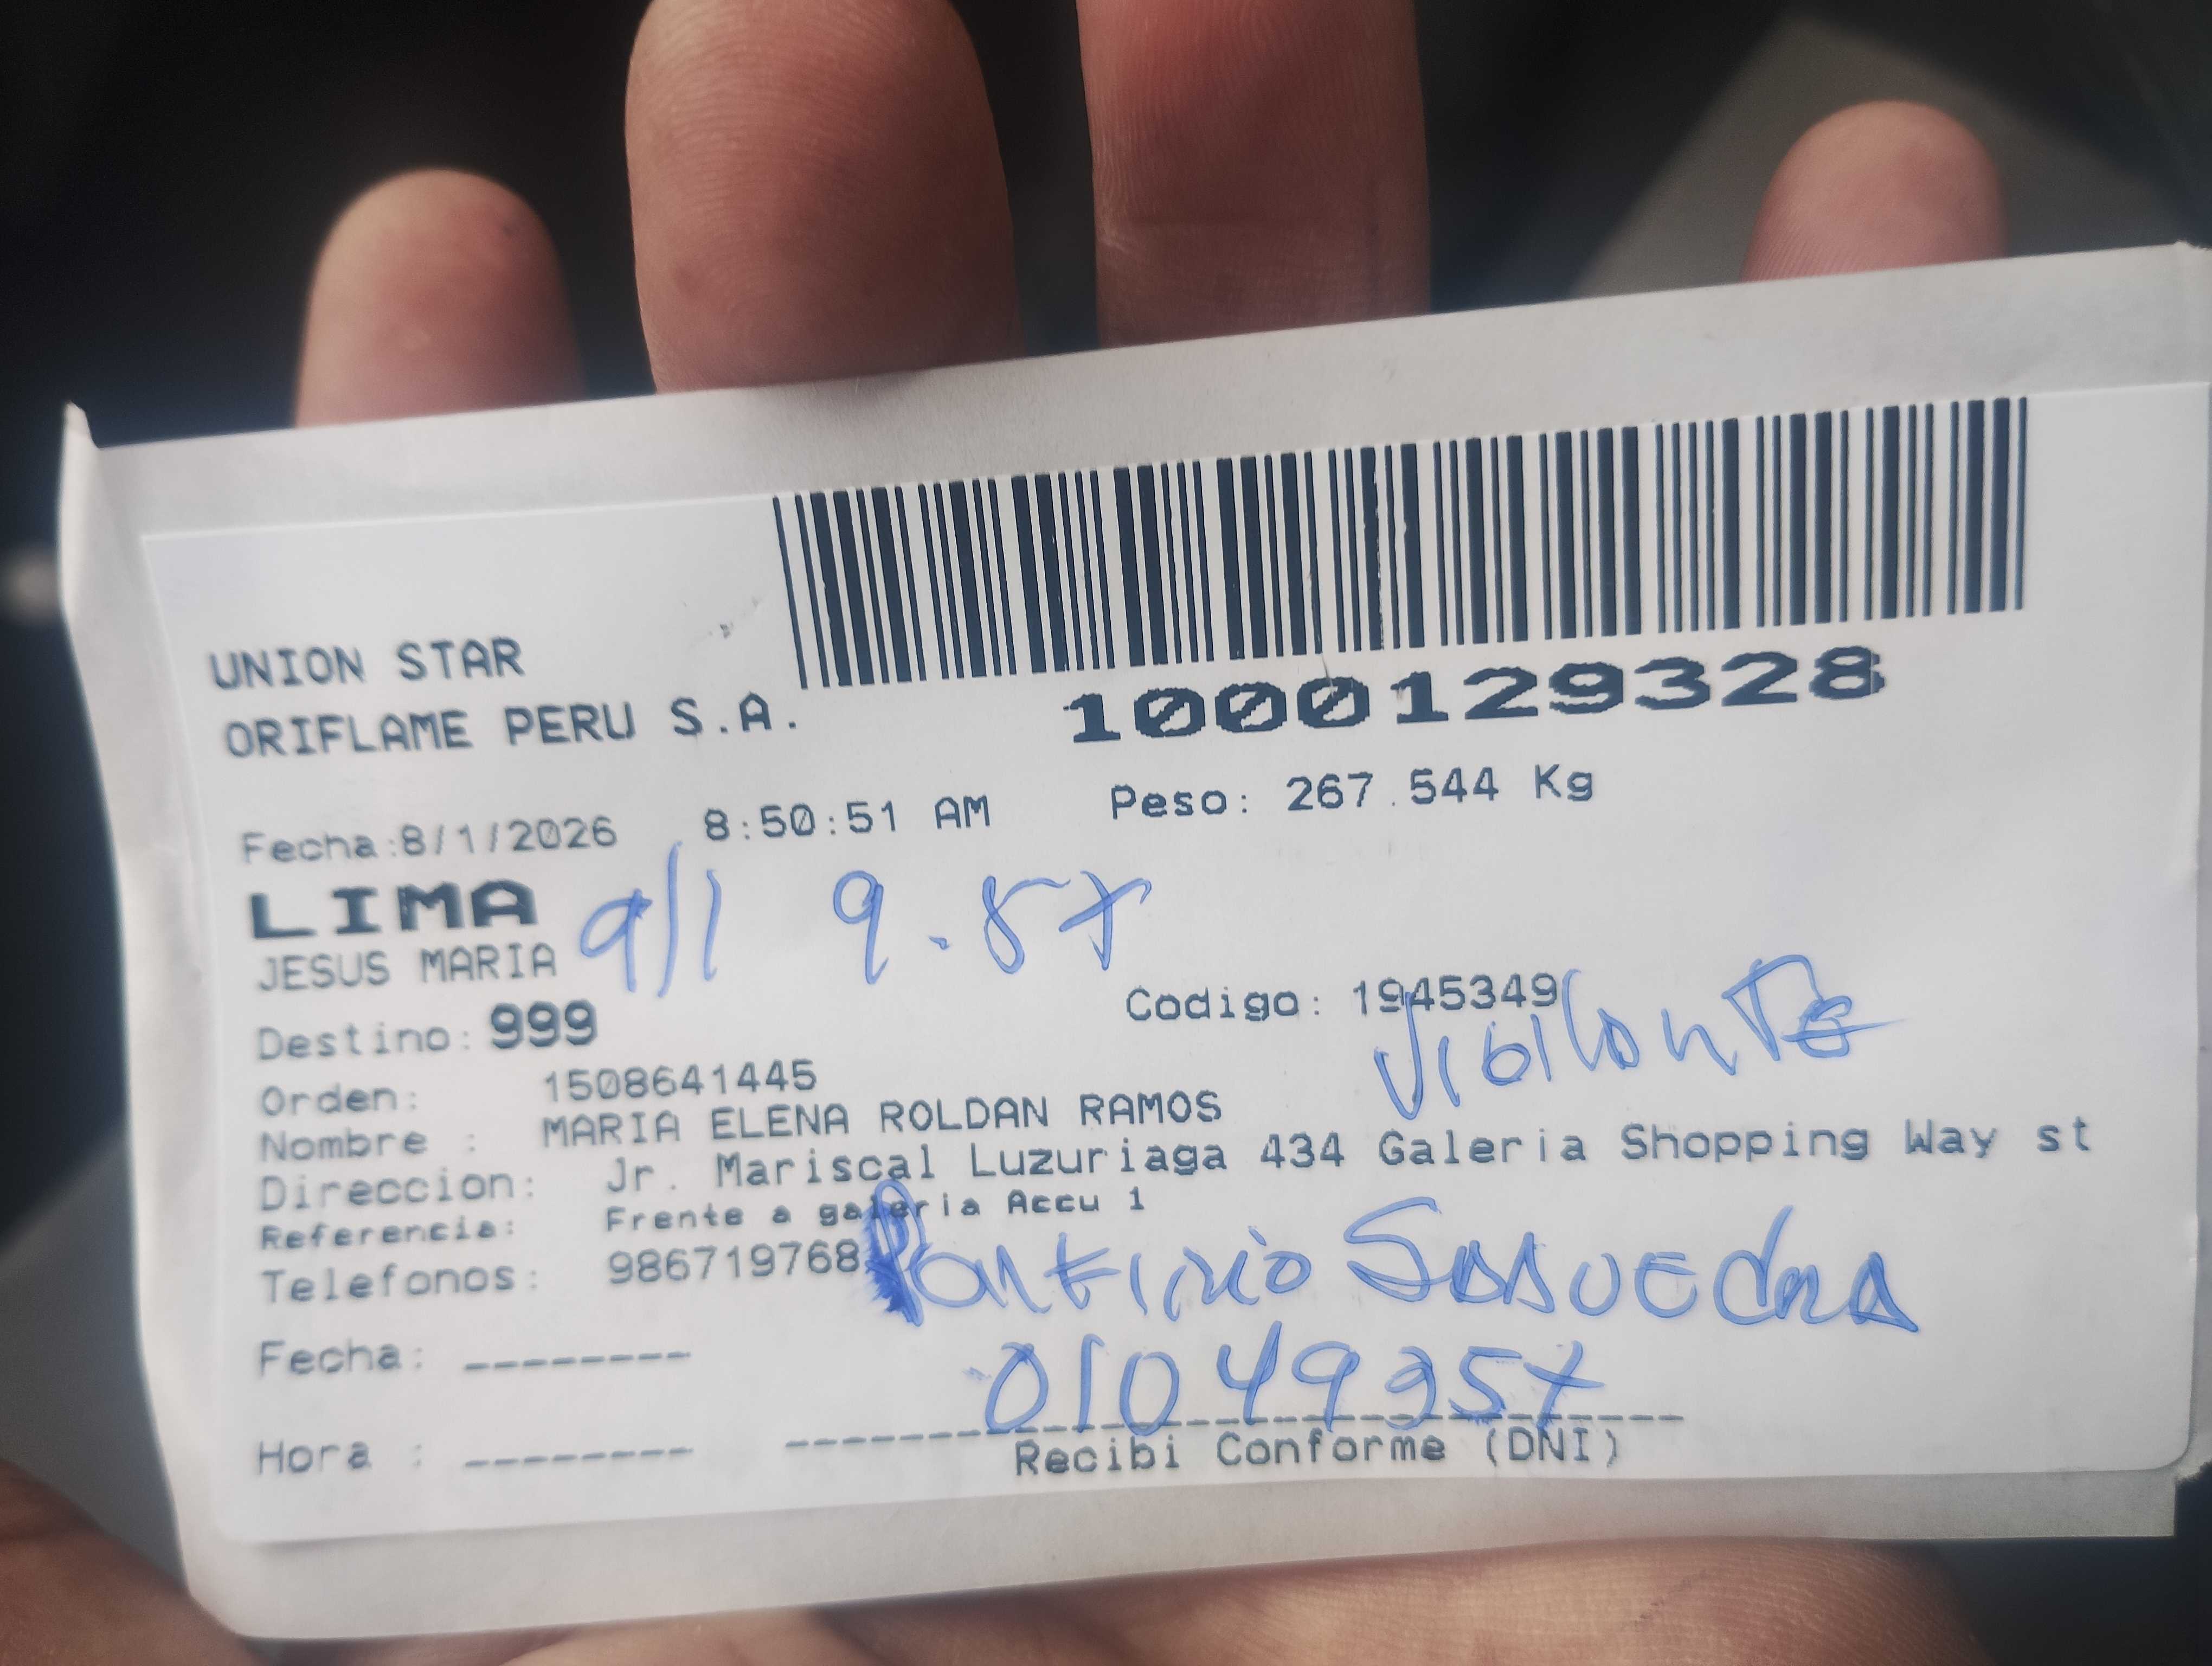 UNION STAR
ORIFLAME PERU S.A.
1000129328
Fecha:8/1/2026 8:50:51 AM Peso: 267.544 Kg
LIMA
JESUS MARIA 9/1 9.57
Destino: 999 Codigo: 1945349
Vigilante
Orden: 1508641445
Nombre : MARIA ELENA ROLDAN RAMOS
Direccion: Jr. Mariscal Luzuriaga 434 Galeria Shopping Way st
Referencia: Frente a galeria Accu 1
Telefonos: 986719768
Fecha: --------
Hora : --------
Recibi Conforme (DNI)